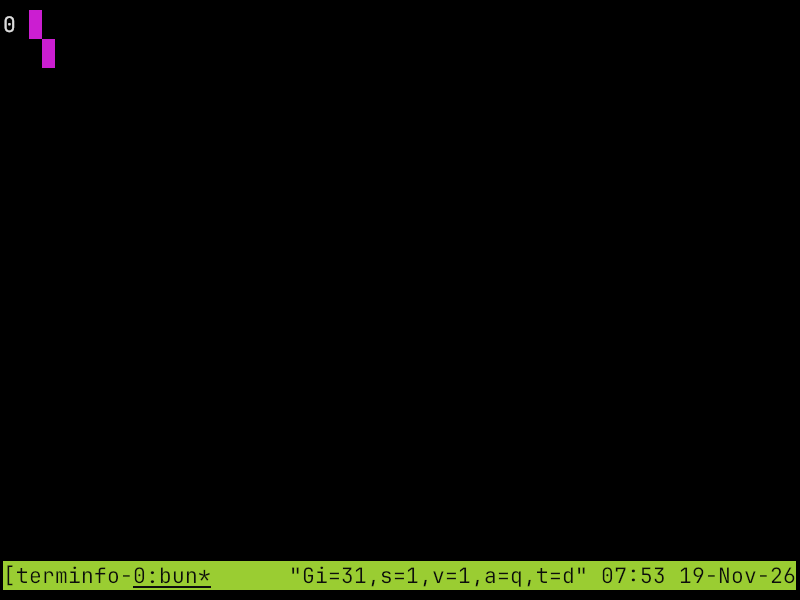 0
[terminfo-0:bun*      "Gi=31,s=1,v=1,a=q,t=d" 07:53 19-Nov-26